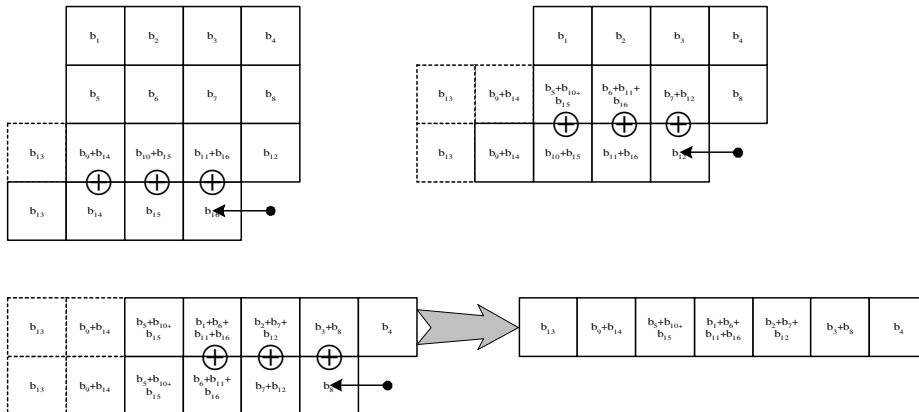 b₁ b₂ b₃ b₄
b₅ b₆ b₇ b₈
b₁₃ b₉+b₁₄ b₁₀+b₁₅ b₁₁+b₁₆ b₁₂
b₁₃ b₁₄ b₁₅ b₁₆
b₁ b₂ b₃ b₄
b₁₃ b₉+b₁₄ b₅+b₁₀₊ b₆+b₁₁+ b₇+b₁₂ b₈
b₁₅ b₁₆
b₁₃ b₉+b₁₄ b₁₀+b₁₅ b₁₁+b₁₆ b₁₂
b₁₃ b₉+b₁₄ b₅+b₁₀₊ b₁+b₆+ b₂+b₇+ b₃+b₈ b₄
b₁₅ b₁₁+b₁₆ b₁₂
b₁₃ b₉+b₁₄ b₅+b₁₀₊ b₆+b₁₁+ b₇+b₁₂ b₈
b₁₅ b₁₆
b₁₃ b₉+b₁₄ b₅+b₁₀₊ b₁+b₆+ b₂+b₇+ b₃+b₈ b₄
b₁₅ b₁₁+b₁₆ b₁₂